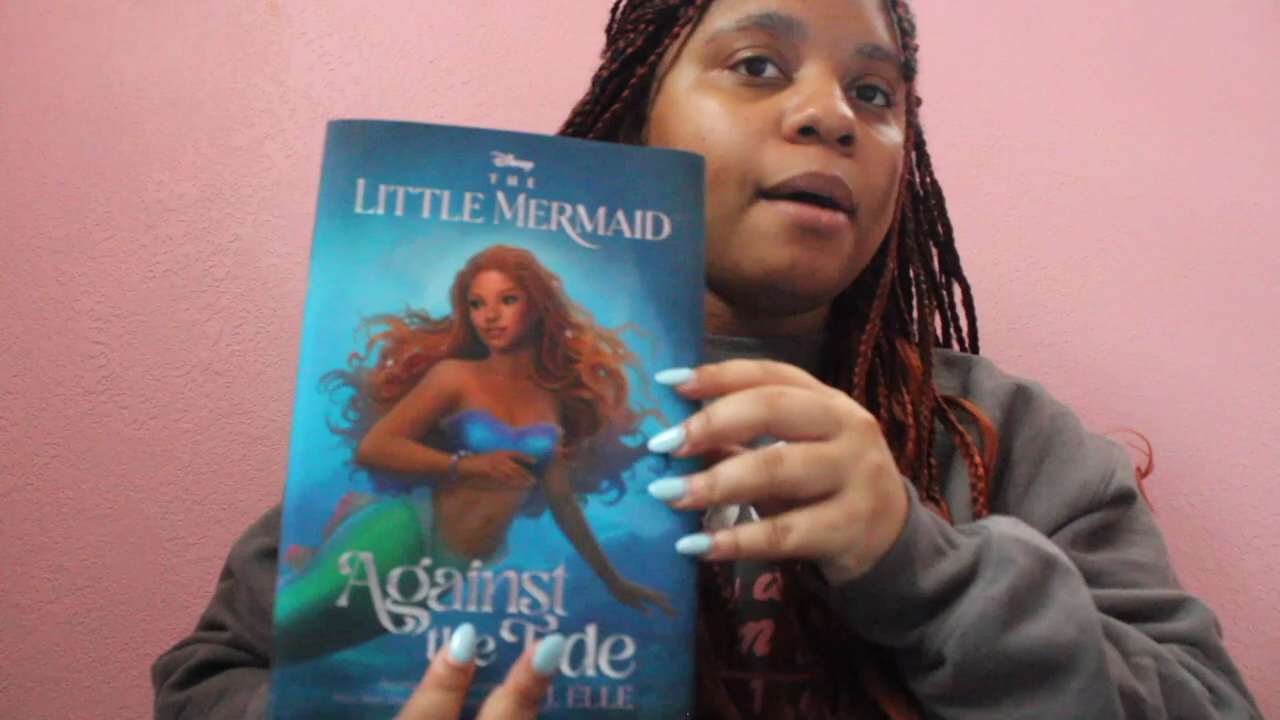 Disney
THE
LITTLE MERMAID
Against
the Tide
J. ELLE
a
n